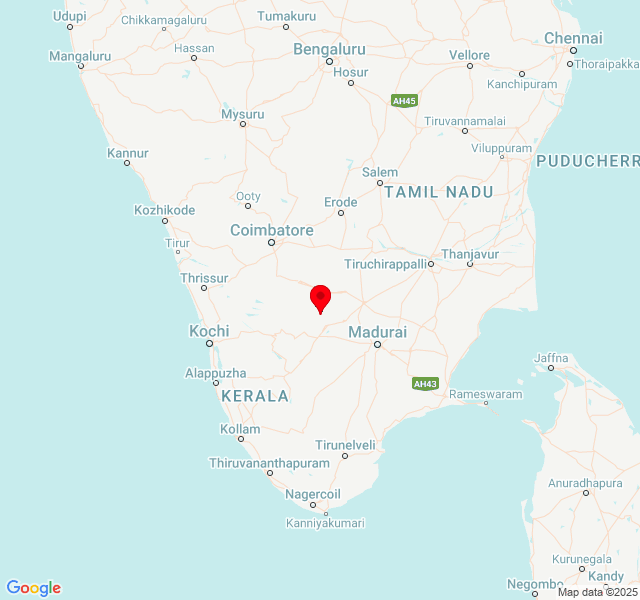 Udupi
Chikkamagaluru
Tumakuru
Chennai
Hassan
Bengaluru
Mangaluru
Vellore
Thoraipakka
Hosur
Kanchipuram
AH45
Mysuru
Tiruvannamalai
Viluppuram
Kannur
PUDUCHERR
Salem
TAMIL NADU
Ooty
Erode
Kozhikode
Coimbatore
Tirur
Thanjavur
Tiruchirappalli
Thrissur
Kochi
Madurai
Jaffna
Alappuzha
AH43
KERALA
Rameswaram
Kollam
Tirunelveli
Thiruvananthapuram
Anuradhapura
Nagercoil
Kanniyakumari
Kurunegala
Kandy
Negombo
Google
Map data ©2025